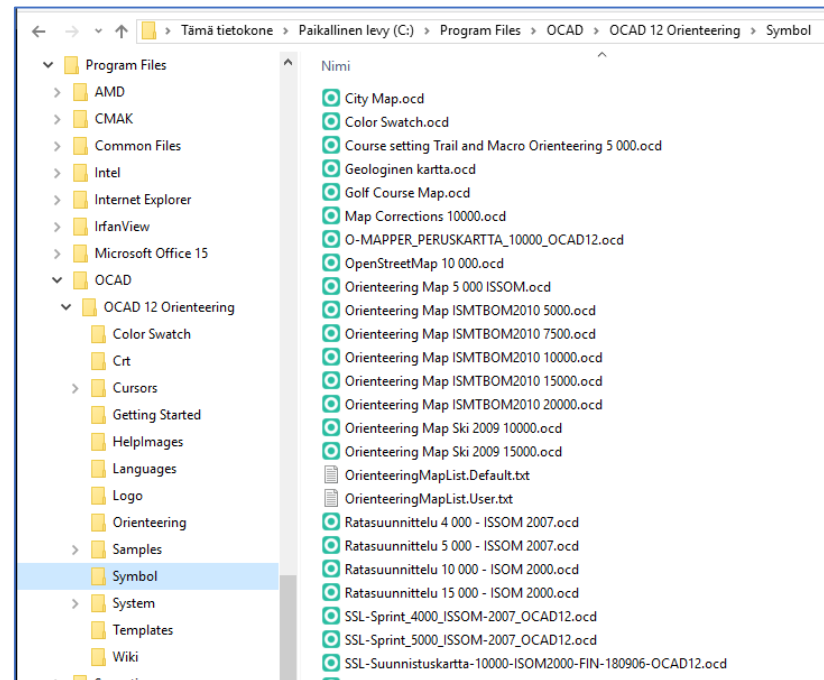 Tämä tietokone > Paikallinen levy (C:) > Program Files > OCAD > OCAD 12 Orienteering > Symbol
Program Files
AMD
CMAK
Common Files
Intel
Internet Explorer
IrfanView
Microsoft Office 15
OCAD
OCAD 12 Orienteering
Color Swatch
Crt
Cursors
Getting Started
HelpImages
Languages
Logo
Orienteering
Samples
Symbol
System
Templates
Wiki
Nimi
City Map.ocd
Color Swatch.ocd
Course setting Trail and Macro Orienteering 5 000.ocd
Geologinen kartta.ocd
Golf Course Map.ocd
Map Corrections 10000.ocd
O-MAPPER_PERUSKARTTA_10000_OCAD12.ocd
OpenStreetMap 10 000.ocd
Orienteering Map 5 000 ISSOM.ocd
Orienteering Map ISMTBOM2010 5000.ocd
Orienteering Map ISMTBOM2010 7500.ocd
Orienteering Map ISMTBOM2010 10000.ocd
Orienteering Map ISMTBOM2010 15000.ocd
Orienteering Map ISMTBOM2010 20000.ocd
Orienteering Map Ski 2009 10000.ocd
Orienteering Map Ski 2009 15000.ocd
OrienteeringMapList.Default.txt
OrienteeringMapList.User.txt
Ratasuunnittelu 4 000 - ISSOM 2007.ocd
Ratasuunnittelu 5 000 - ISSOM 2007.ocd
Ratasuunnittelu 10 000 - ISOM 2000.ocd
Ratasuunnittelu 15 000 - ISOM 2000.ocd
SSL-Sprint_4000_ISSOM-2007_OCAD12.ocd
SSL-Sprint_5000_ISSOM-2007_OCAD12.ocd
SSL-Suunnistuskartta-10000-ISOM2000-FIN-180906-OCAD12.ocd